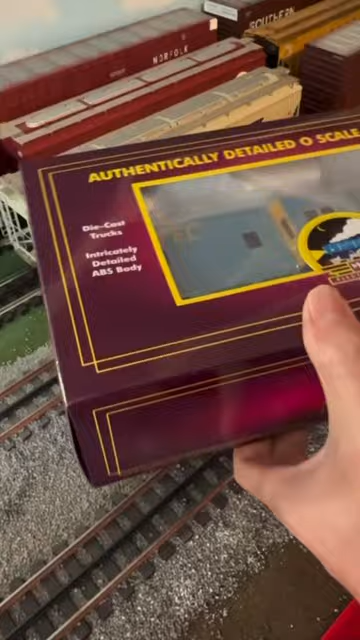 SOUTHERN
NORFOLK
AUTHENTICALLY DETAILED O SCALE
Die-Cast
Trucks
Intricately
Detailed
ABS Body